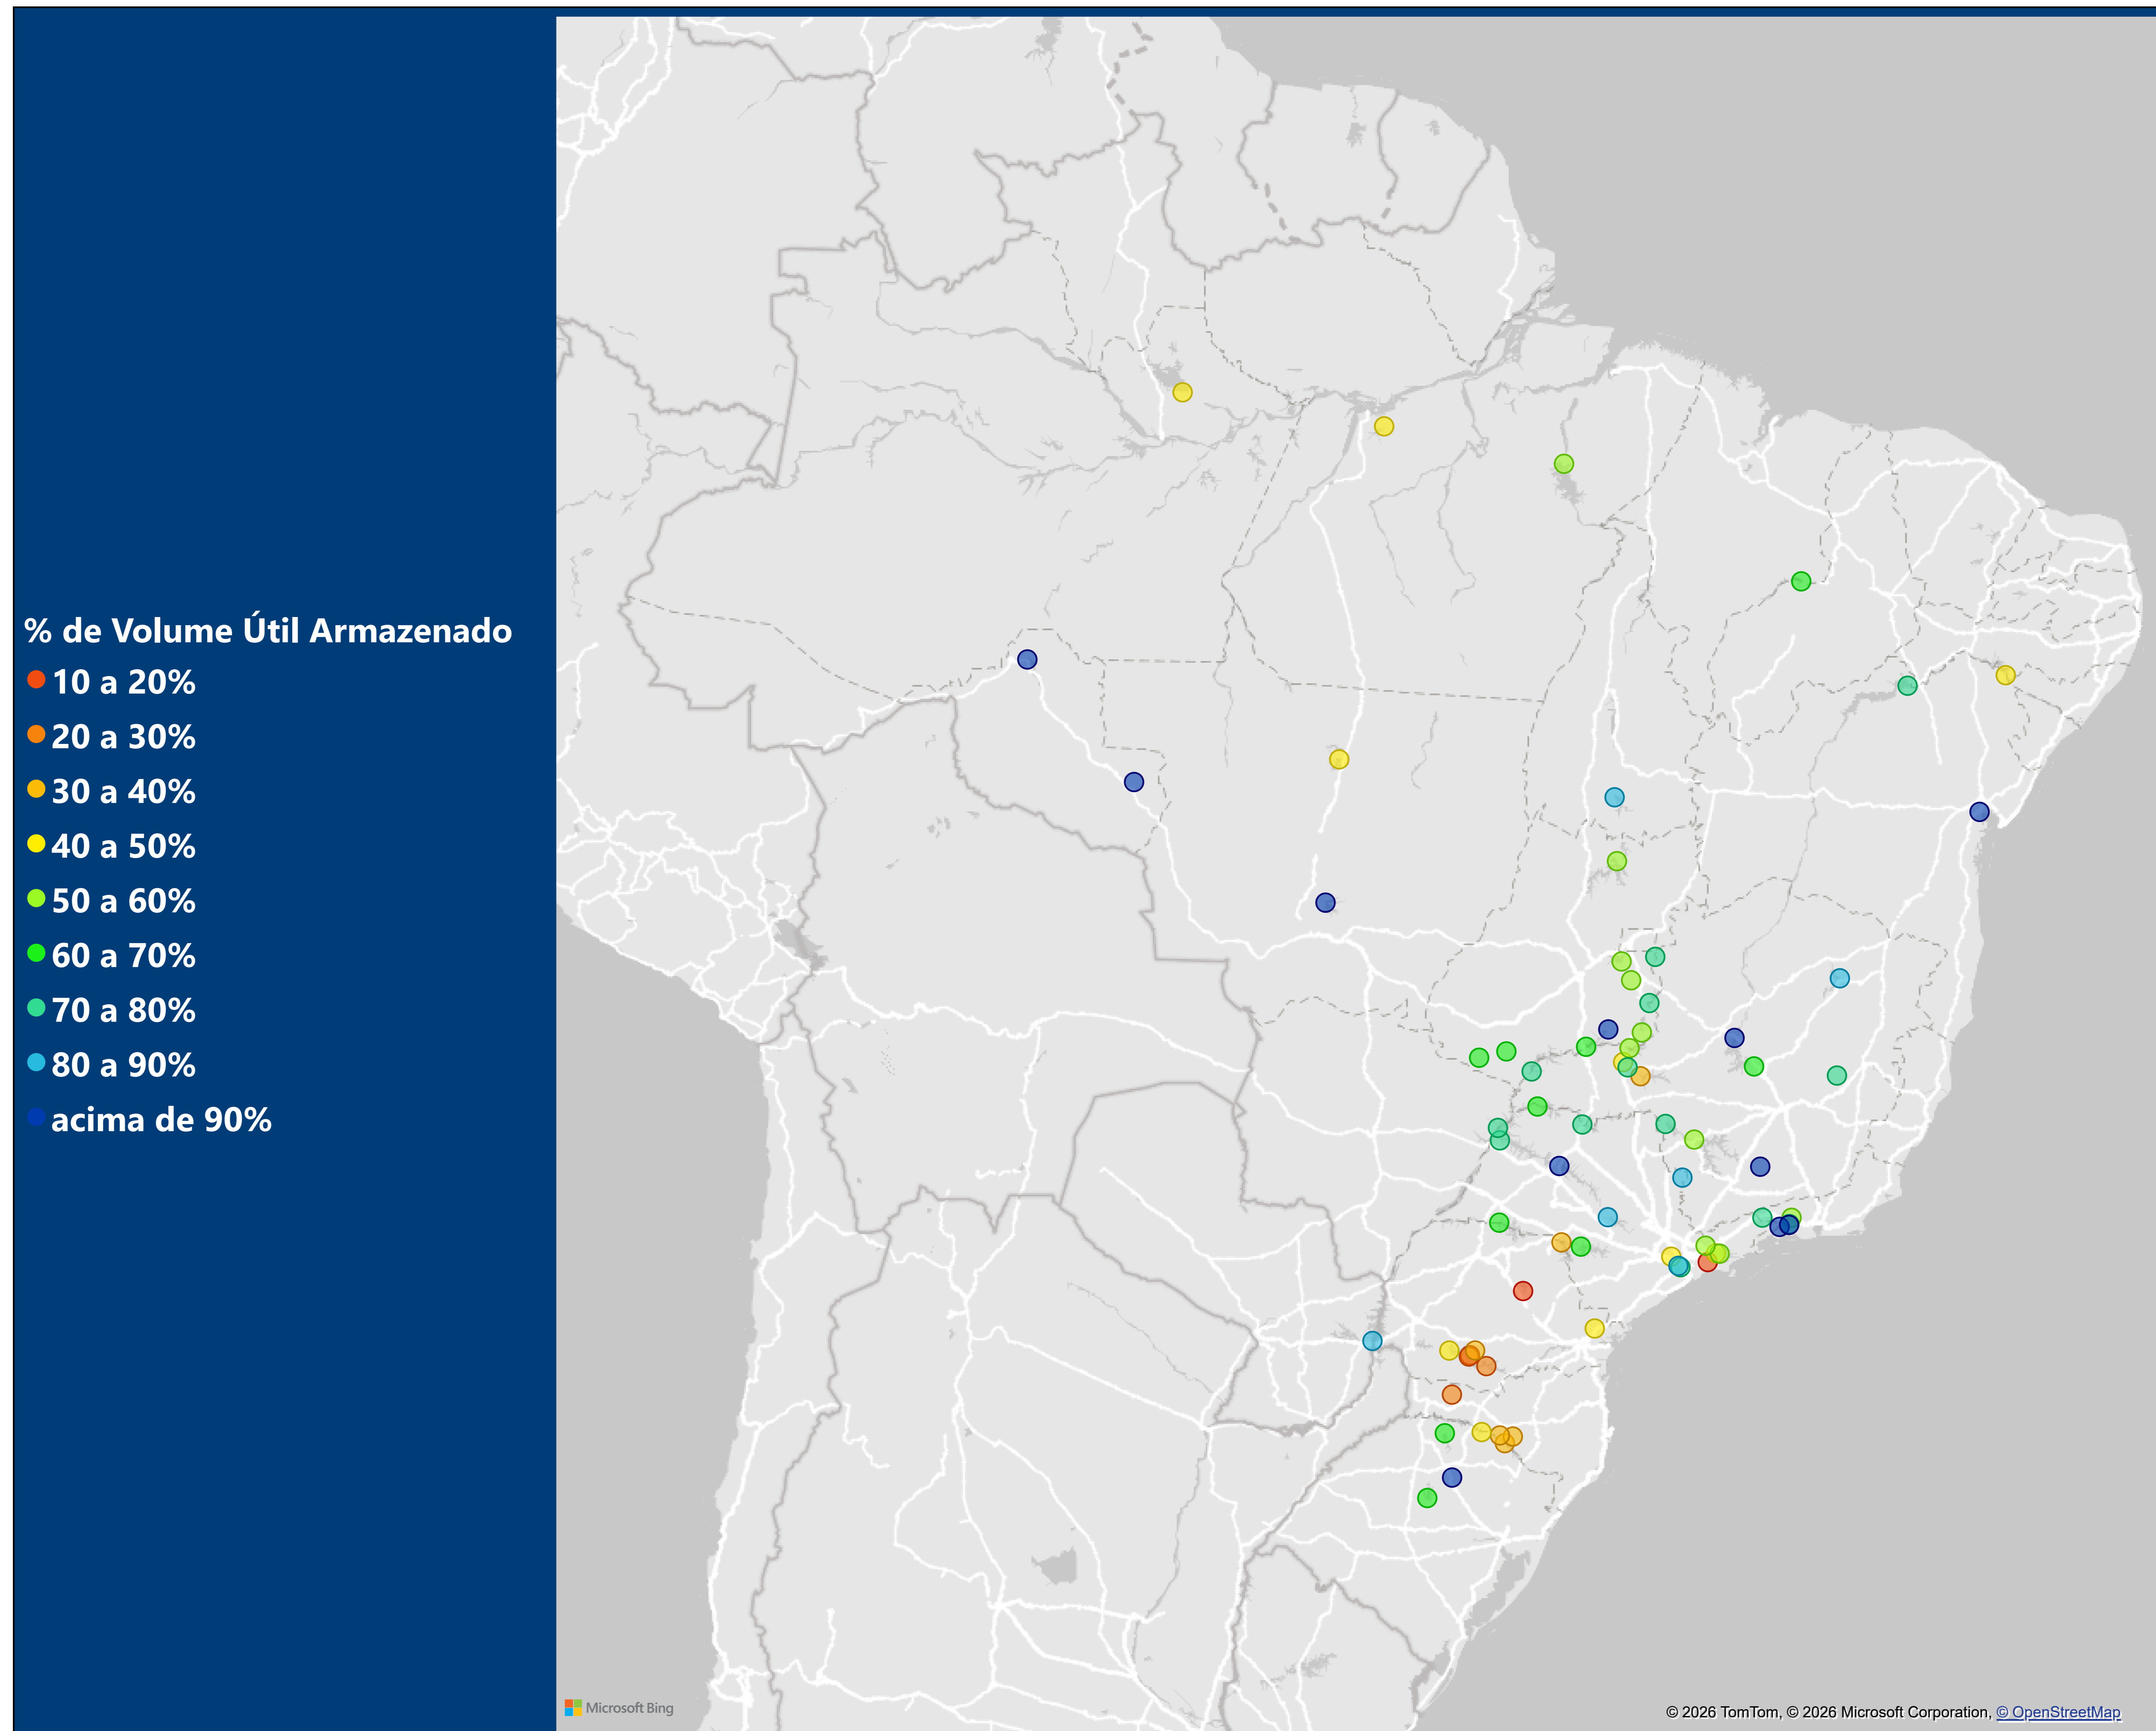 % de Volume Útil Armazenado
10 a 20%
20 a 30%
30 a 40%
40 a 50%
50 a 60%
60 a 70%
70 a 80%
80 a 90%
acima de 90%
Microsoft Bing
© 2026 TomTom, © 2026 Microsoft Corporation, © OpenStreetMap